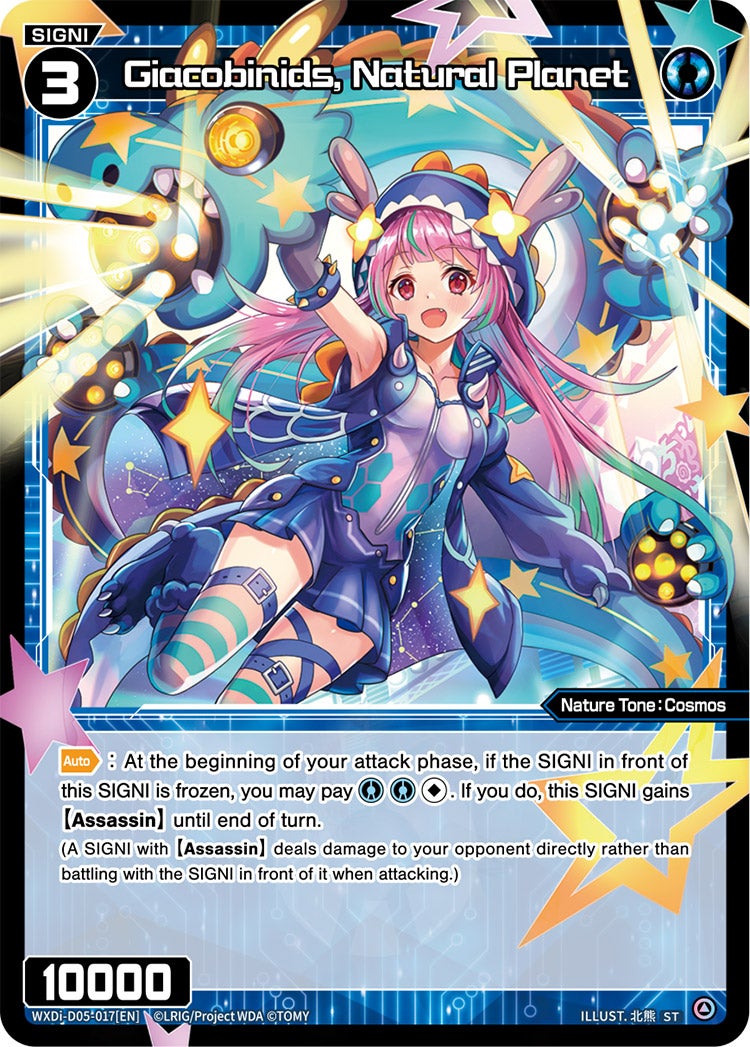 SIGNI
3
Giacobinids, Natural Planet
Nature Tone：Cosmos
Auto : At the beginning of your attack phase, if the SIGNI in front of
this SIGNI is frozen, you may pay . If you do, this SIGNI gains
【Assassin】 until end of turn.
(A SIGNI with 【Assassin】 deals damage to your opponent directly rather than
battling with the SIGNI in front of it when attacking.)
10000
WXDi-D05-017[EN] ©LRIG/Project WDA ©TOMY
ILLUST. 北熊 ST